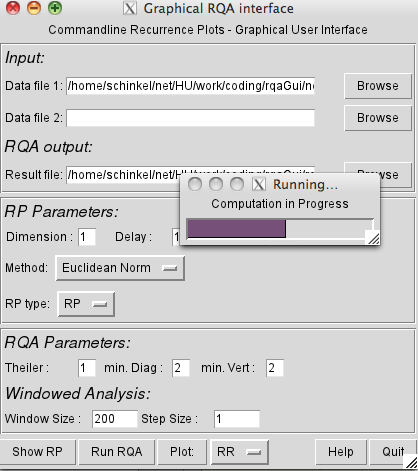 Graphical RQA interface
Commandline Recurrence Plots - Graphical User Interface
Input:
Data file 1: /home/schinkel/net/HU/work/coding/rqaGui/n Browse
Data file 2: Browse
RQA output:
Result file: /home/schinkel/net/HU/work/coding/rqaGui/n Browse
Running...
Computation in Progress
RP Parameters:
Dimension : 1 Delay : 1
Method: Euclidean Norm
RP type: RP
RQA Parameters:
Theiler : 1 min. Diag : 2 min. Vert : 2
Windowed Analysis:
Window Size : 200 Step Size : 1
Show RP Run RQA Plot: RR Help Quit